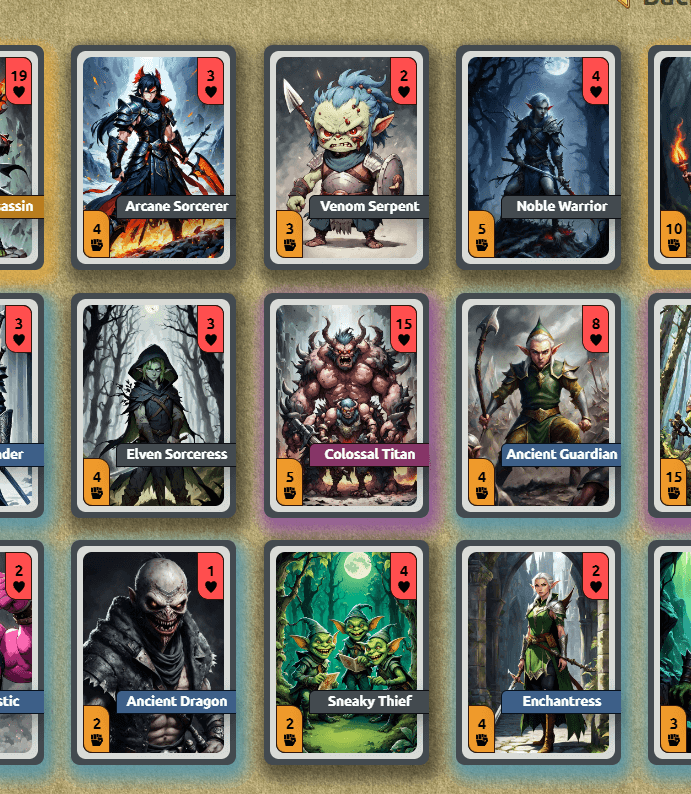 19
3
2
4
sassin
Arcane Sorcerer
Venom Serpent
Noble Warrior
4
3
5
10
3
3
15
8
nder
Elven Sorceress
Colossal Titan
Ancient Guardian
4
5
4
15
2
1
4
2
stic
Ancient Dragon
Sneaky Thief
Enchantress
2
2
4
3